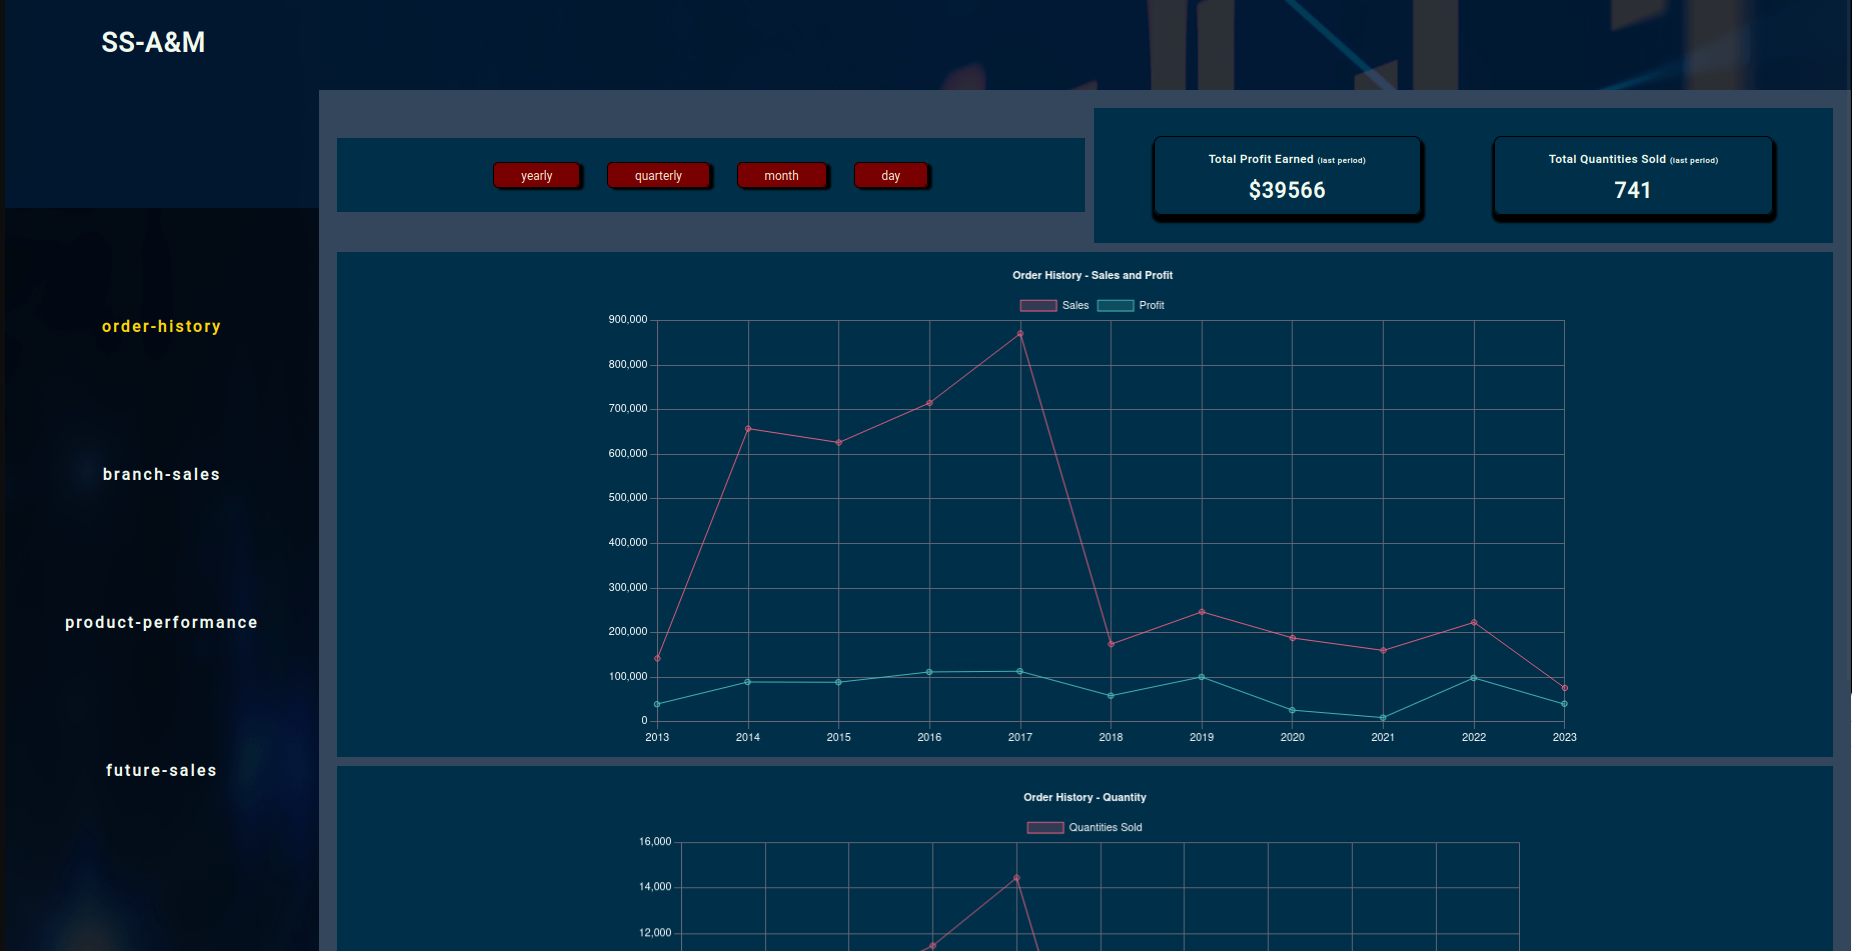 SS-A&M
order-history
branch-sales
product-performance
future-sales
yearly
quarterly
month
day
Total Profit Earned (last period)
$39566
Total Quantities Sold (last period)
741
Order History - Sales and Profit
Sales
Profit
900,000
800,000
700,000
600,000
500,000
400,000
300,000
200,000
100,000
0
2013 2014 2015 2016 2017 2018 2019 2020 2021 2022 2023
Order History - Quantity
Quantities Sold
16,000
14,000
12,000